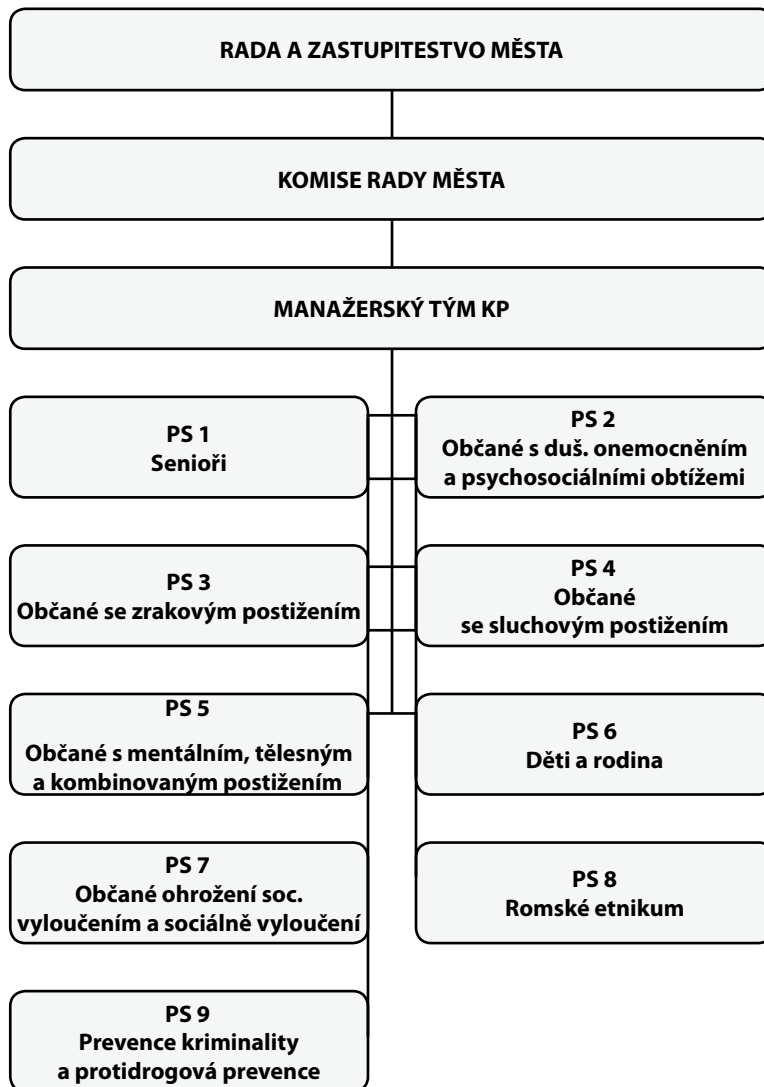 RADA A ZASTUPITESTVO MĚSTA
KOMISE RADY MĚSTA
MANAŽERSKÝ TÝM KP
PS 1
Senioři
PS 2
Občané s duš. onemocněním
a psychosociálními obtížemi
PS 3
Občané se zrakovým postižením
PS 4
Občané
se sluchovým postižením
PS 5
Občané s mentálním, tělesným
a kombinovaným postižením
PS 6
Děti a rodina
PS 7
Občané ohrožení soc.
vyloučením a sociálně vyloučení
PS 8
Romské etnikum
PS 9
Prevence kriminality
a protidrogová prevence